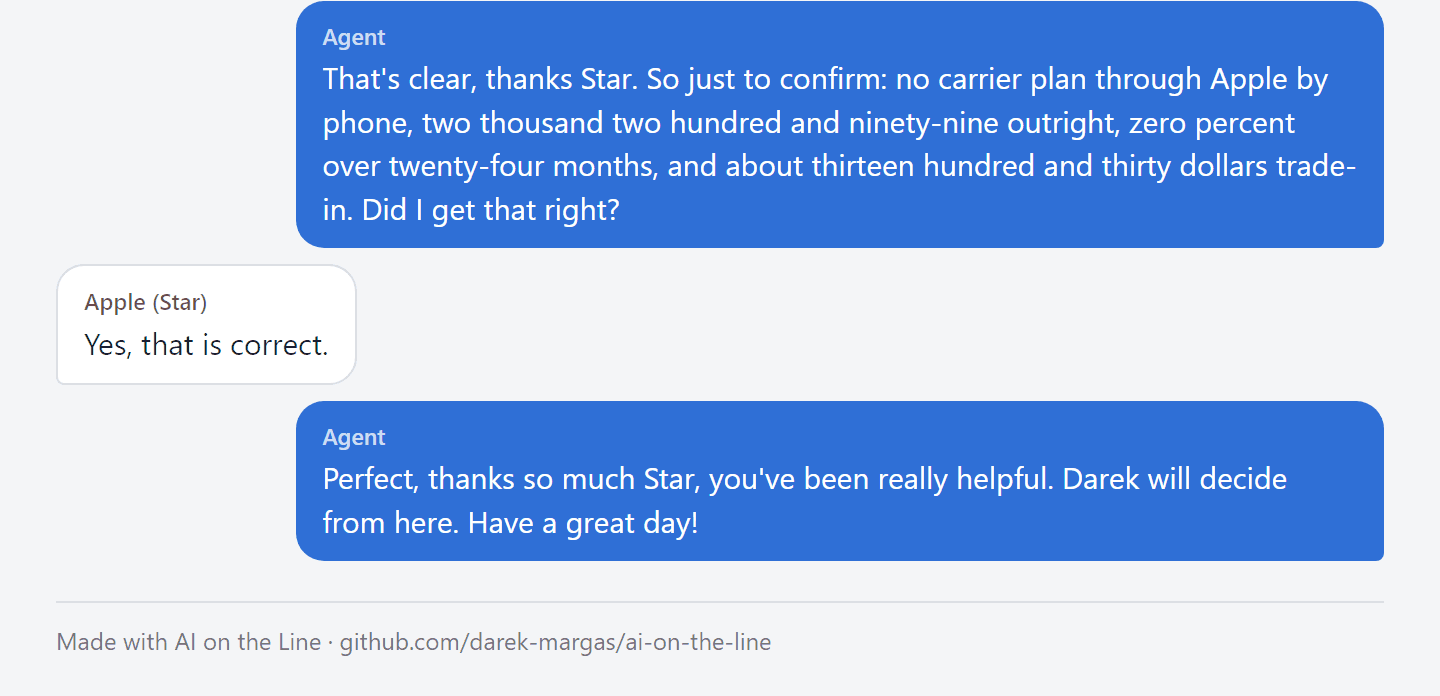 Agent
That's clear, thanks Star. So just to confirm: no carrier plan through Apple by
phone, two thousand two hundred and ninety-nine outright, zero percent
over twenty-four months, and about thirteen hundred and thirty dollars trade-
in. Did I get that right?
Apple (Star)
Yes, that is correct.
Agent
Perfect, thanks so much Star, you've been really helpful. Darek will decide
from here. Have a great day!
Made with AI on the Line · github.com/darek-margas/ai-on-the-line